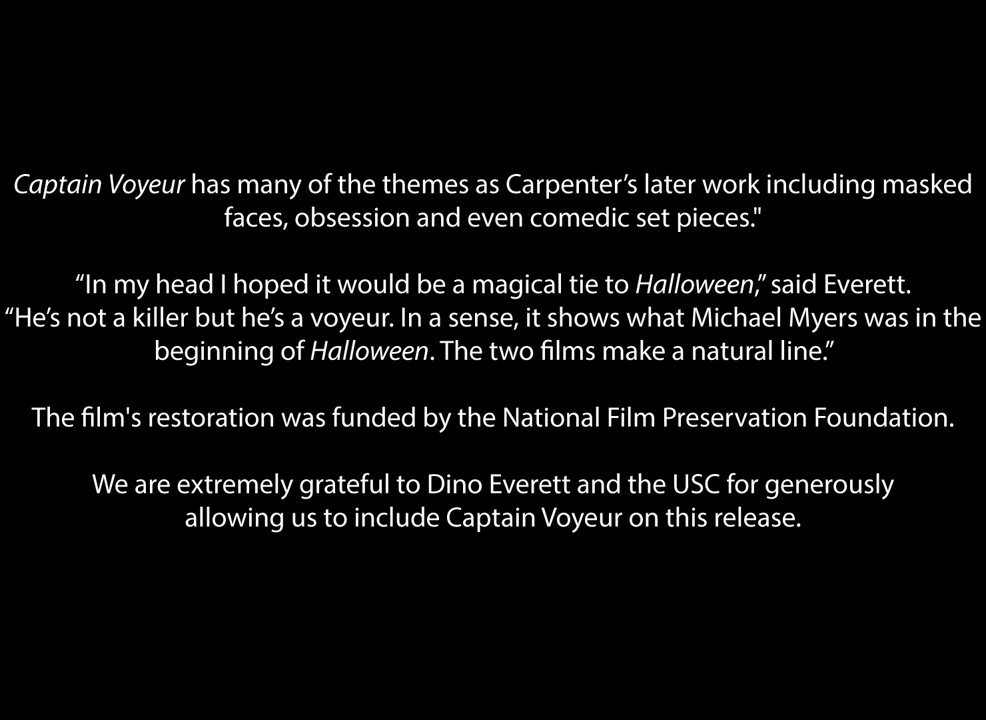 Captain Voyeur has many of the themes as Carpenter’s later work including masked
faces, obsession and even comedic set pieces."
“In my head I hoped it would be a magical tie to Halloween,” said Everett.
“He’s not a killer but he’s a voyeur. In a sense, it shows what Michael Myers was in the
beginning of Halloween. The two films make a natural line.”
The film's restoration was funded by the National Film Preservation Foundation.
We are extremely grateful to Dino Everett and the USC for generously
allowing us to include Captain Voyeur on this release.